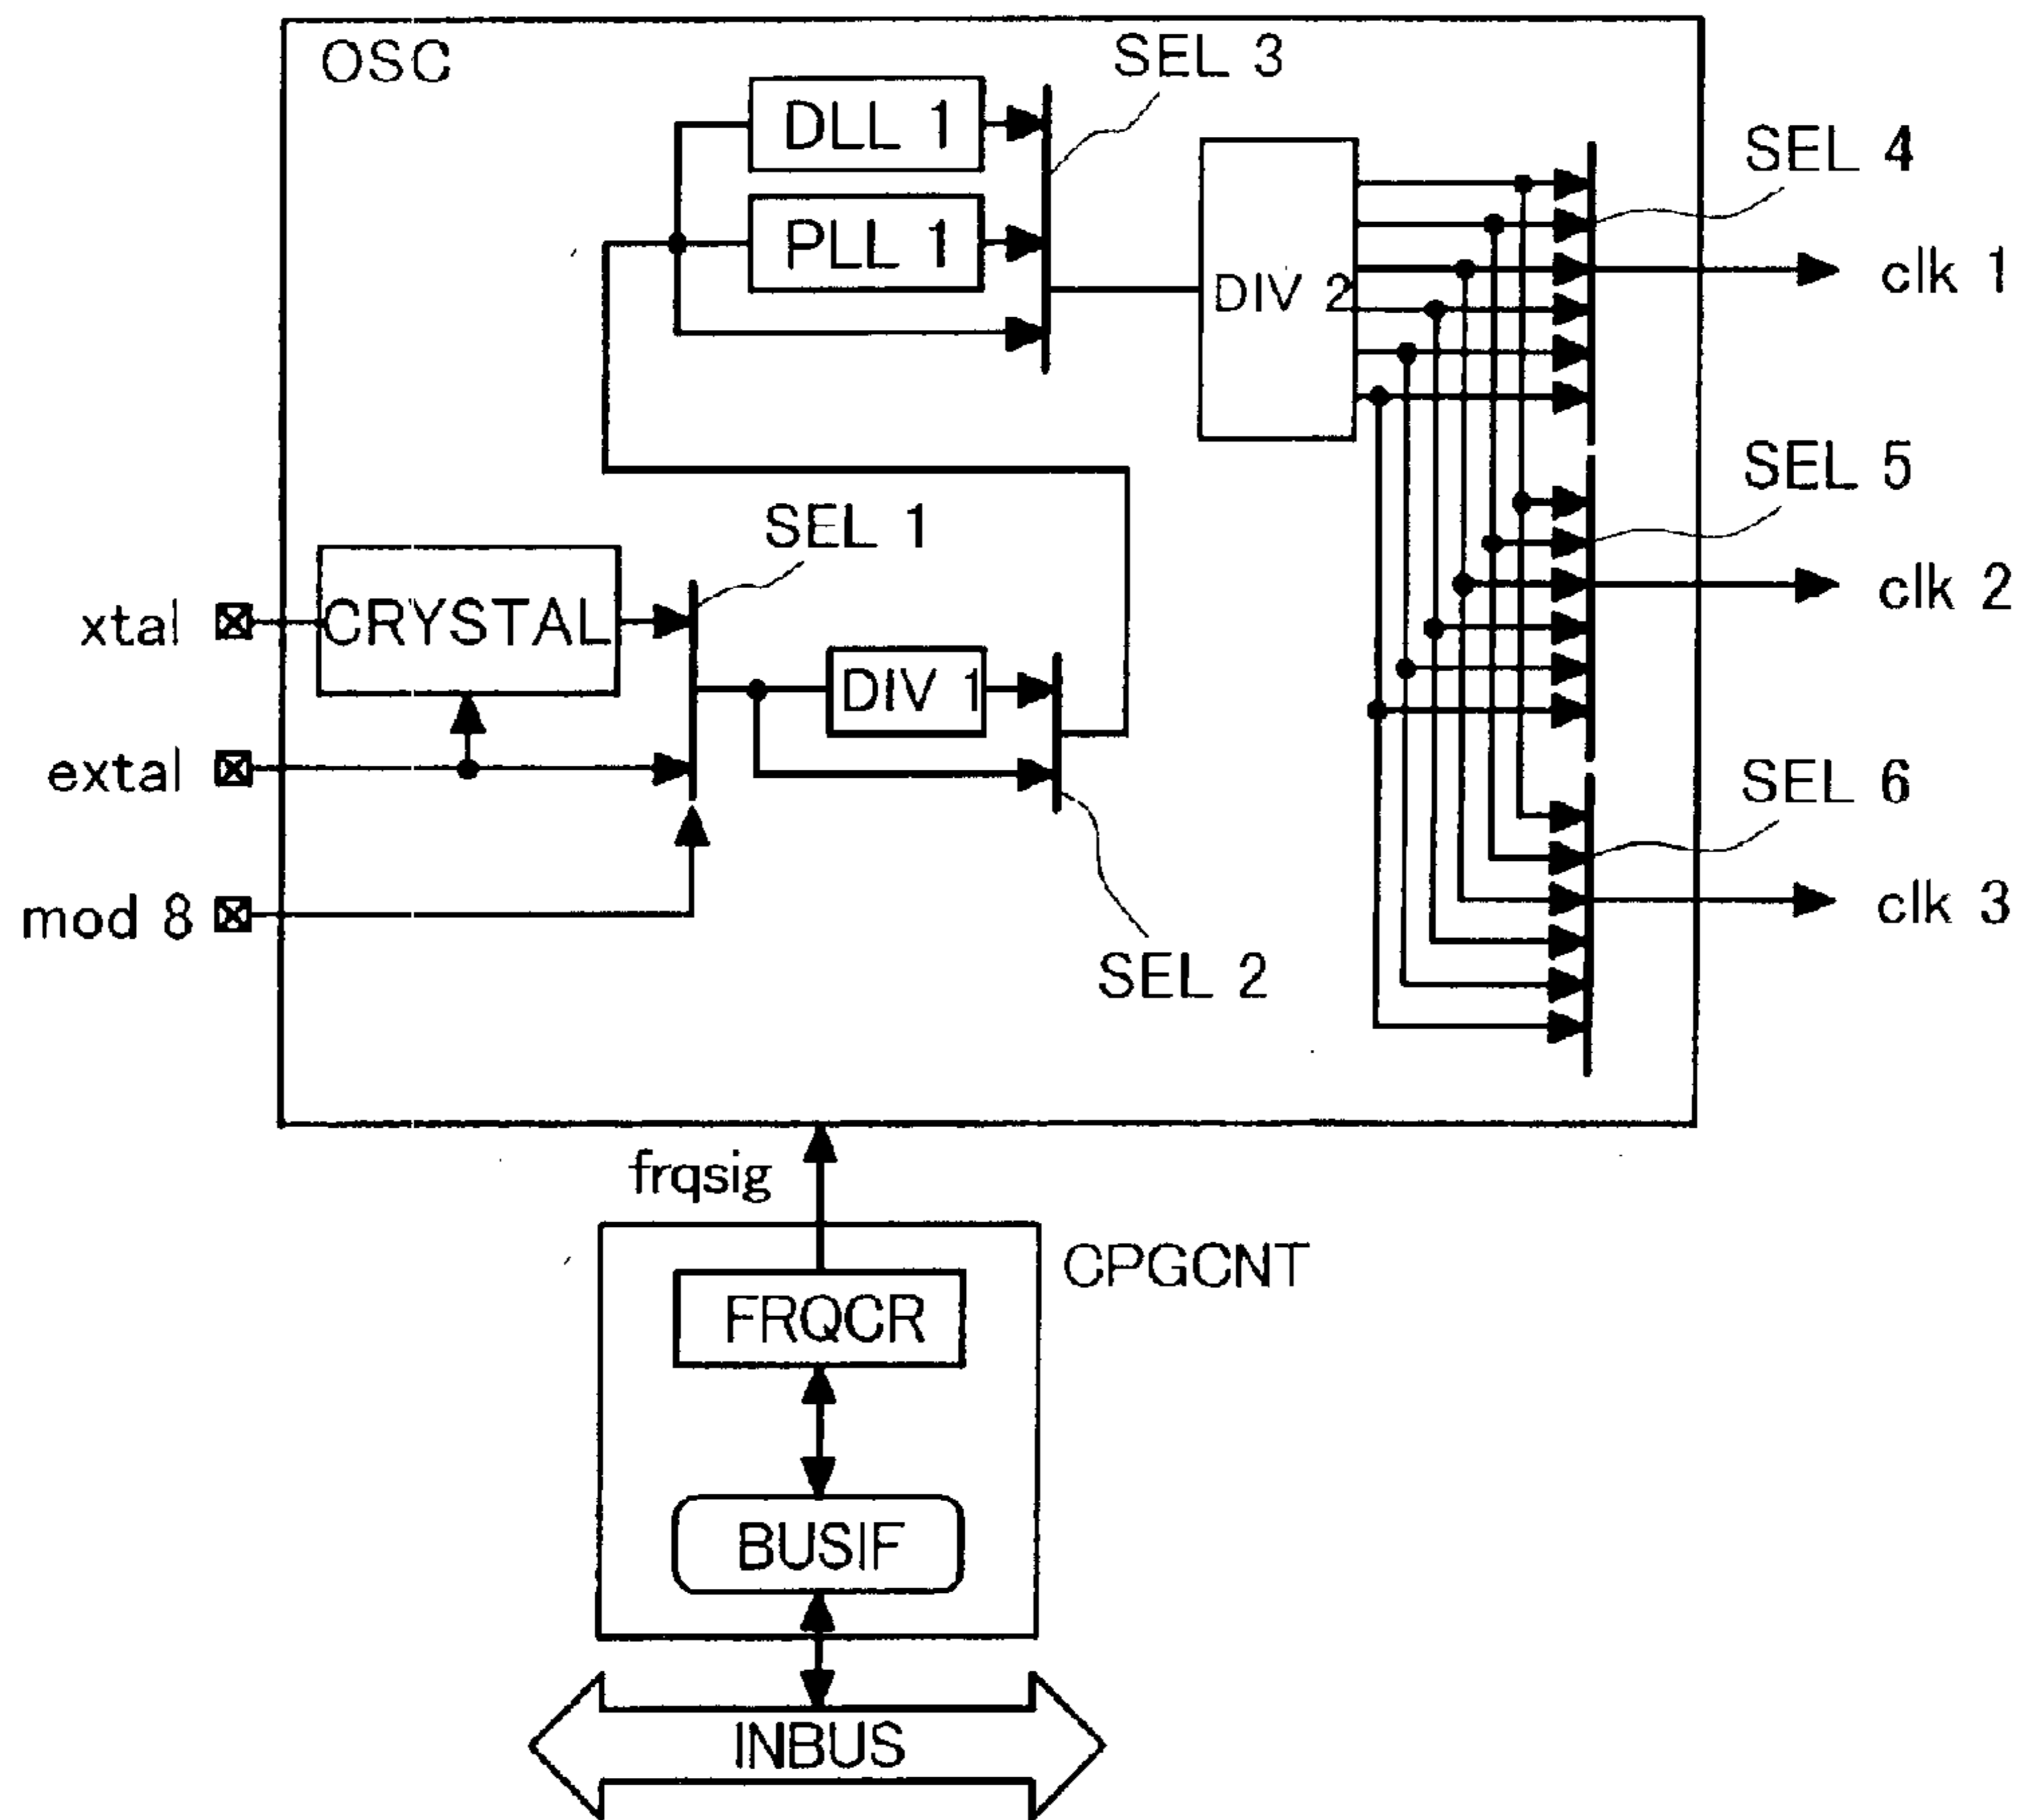 OSC
SEL 3
DLL 1
SEL 4
PLL 1
clk 1
DIV 2
SEL 5
SEL 1
xtal
CRYSTAL
clk 2
DIV 1
extal
SEL 6
mod 8
clk 3
SEL 2
frqsig
CPGCNT
FRQCR
BUSIF
INBUS